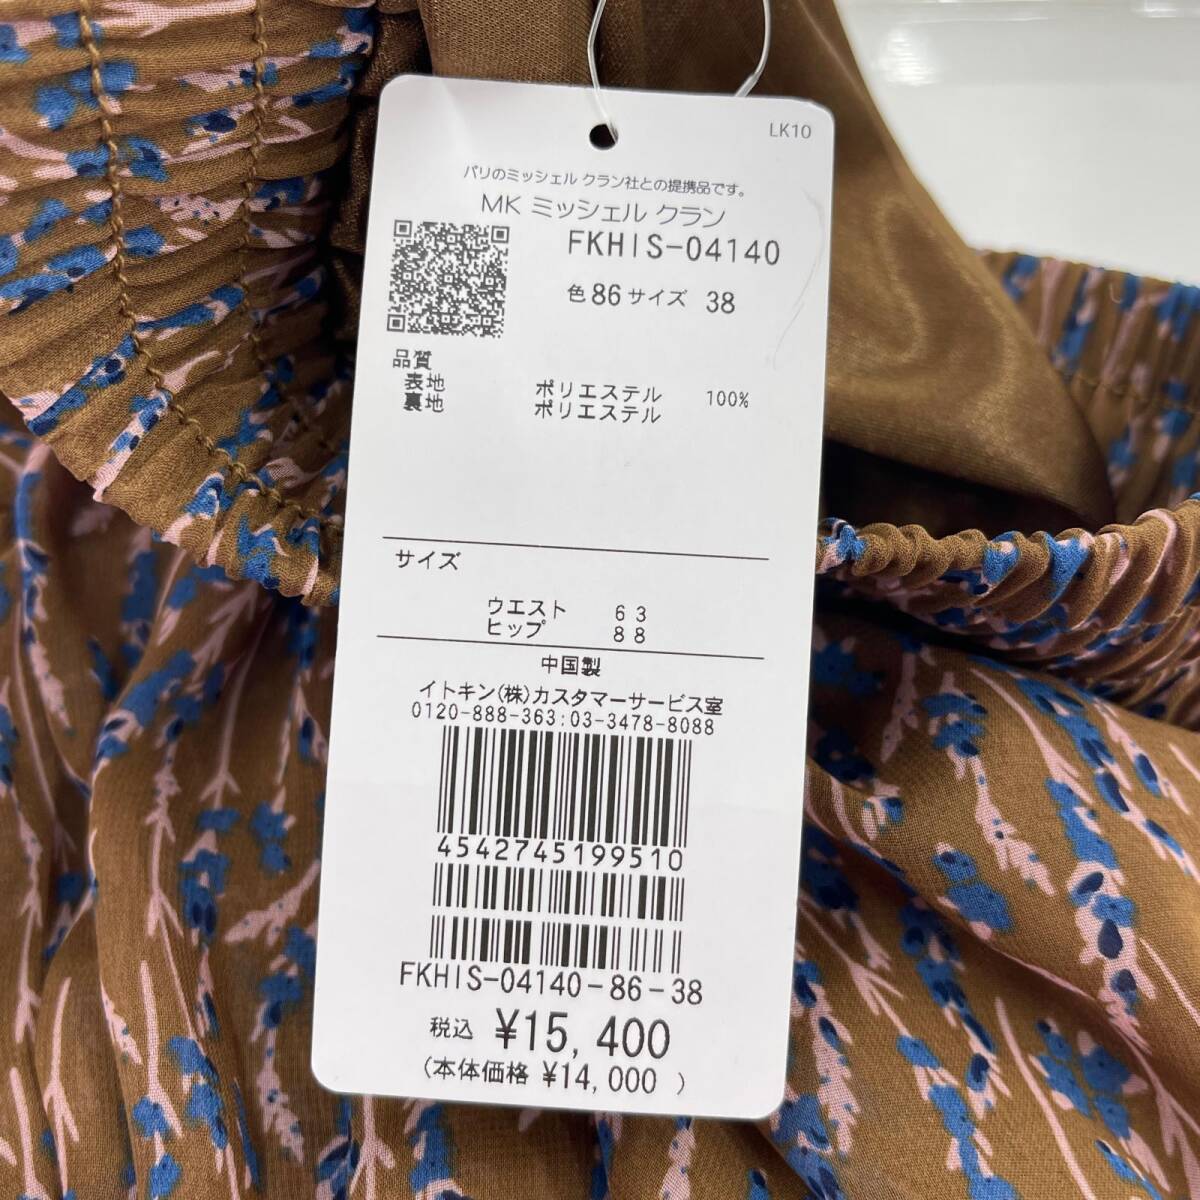 LK10
パリのミッシェル クラン社との提携品です。
MK ミッシェル クラン
FKHIS-04140
色86サイズ 38
品質
表地 ポリエステル 100%
裏地 ポリエステル
サイズ
ウエスト 63
ヒップ 88
中国製
イトキン(株)カスタマーサービス室
0120-888-363:03-3478-8088
4542745199510
FKHIS-04140-86-38
税込 ¥15,400
(本体価格 ¥14,000 )